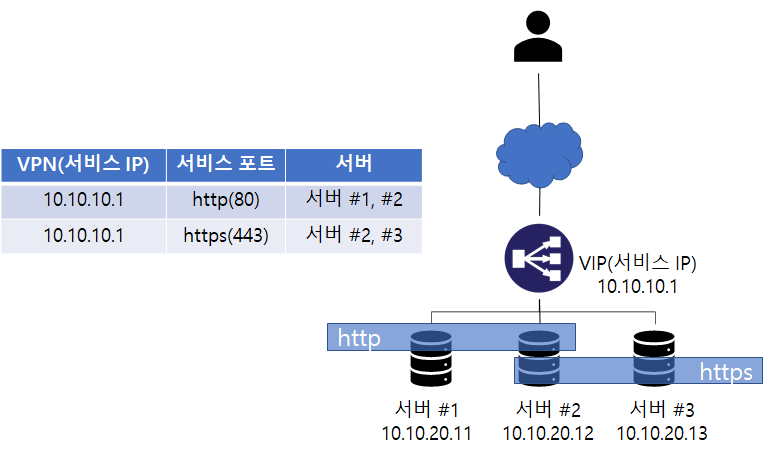 VPN(서비스 IP) 서비스 포트 서버
10.10.10.1 http(80) 서버 #1, #2
10.10.10.1 https(443) 서버 #2, #3
VIP(서비스 IP)
10.10.10.1
http
https
서버 #1 서버 #2 서버 #3
10.10.20.11 10.10.20.12 10.10.20.13